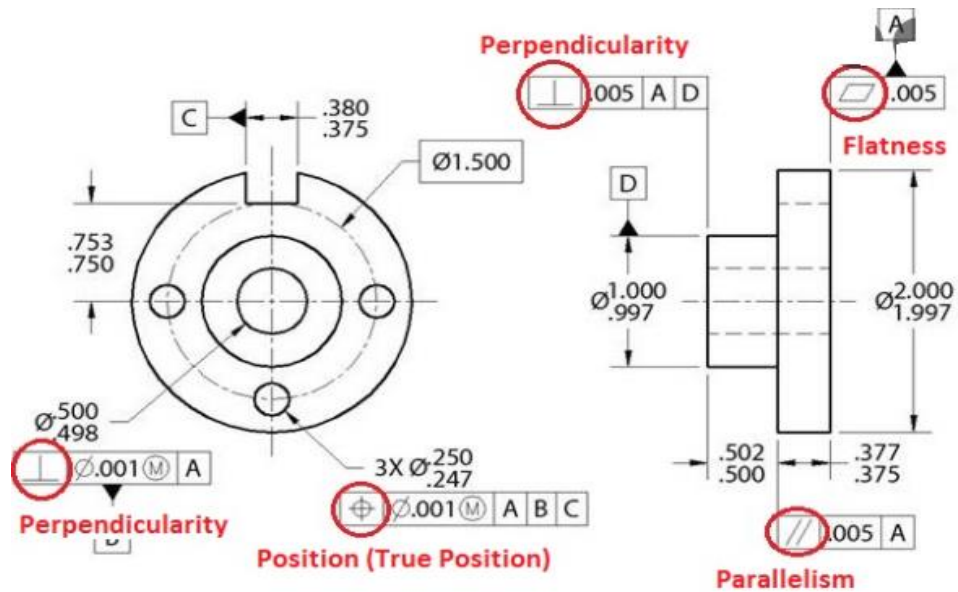 Perpendicularity
⊥ .005 A D
A
⏥ .005
Flatness
C
.380
.375
Ø1.500
D
.753
.750
Ø1.000
.997
Ø2.000
1.997
Ø.500
.498
⊥ Ø.001 Ⓜ A
Perpendicularity
3X Ø.250
.247
⌖ Ø.001 Ⓜ A B C
Position (True Position)
.502
.500
.377
.375
// .005 A
Parallelism